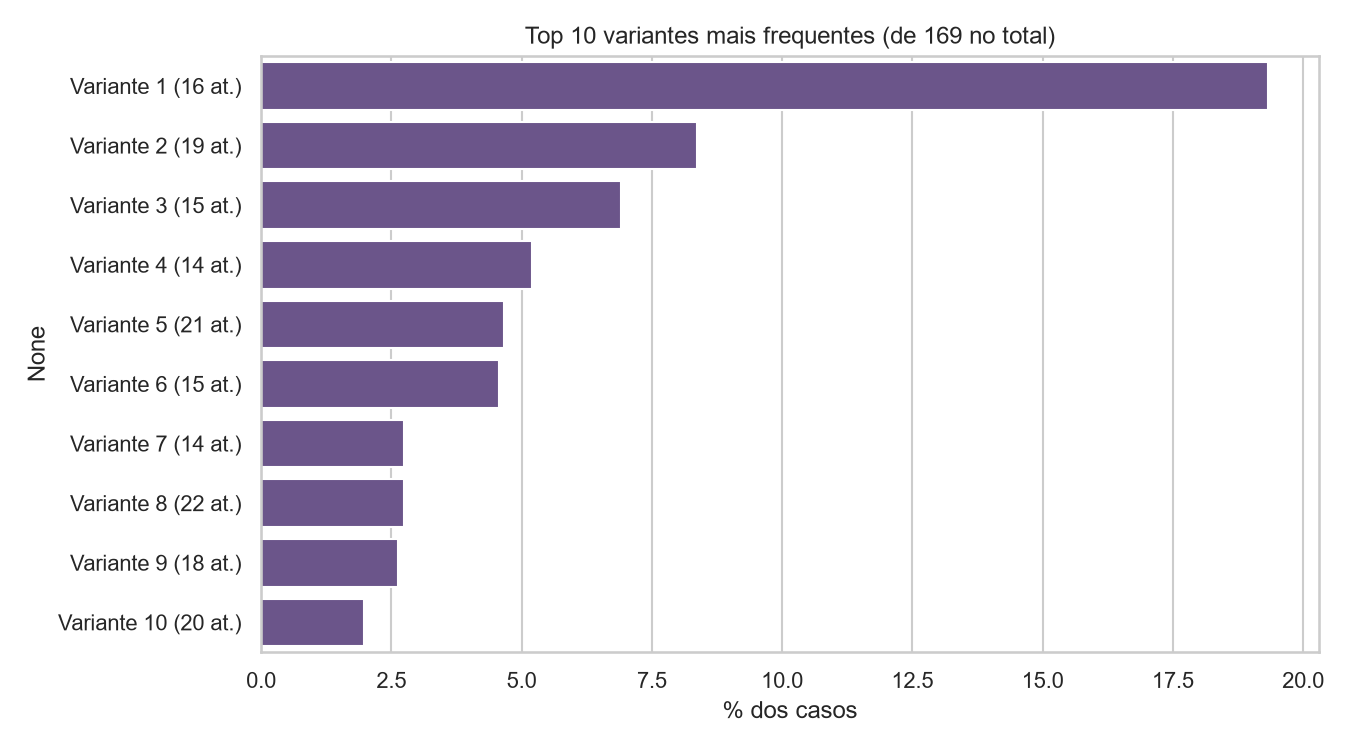 Top 10 variantes mais frequentes (de 169 no total)
Variante 1 (16 at.)
Variante 2 (19 at.)
Variante 3 (15 at.)
Variante 4 (14 at.)
Variante 5 (21 at.)
Variante 6 (15 at.)
Variante 7 (14 at.)
Variante 8 (22 at.)
Variante 9 (18 at.)
Variante 10 (20 at.)
None
0.0 2.5 5.0 7.5 10.0 12.5 15.0 17.5 20.0
% dos casos